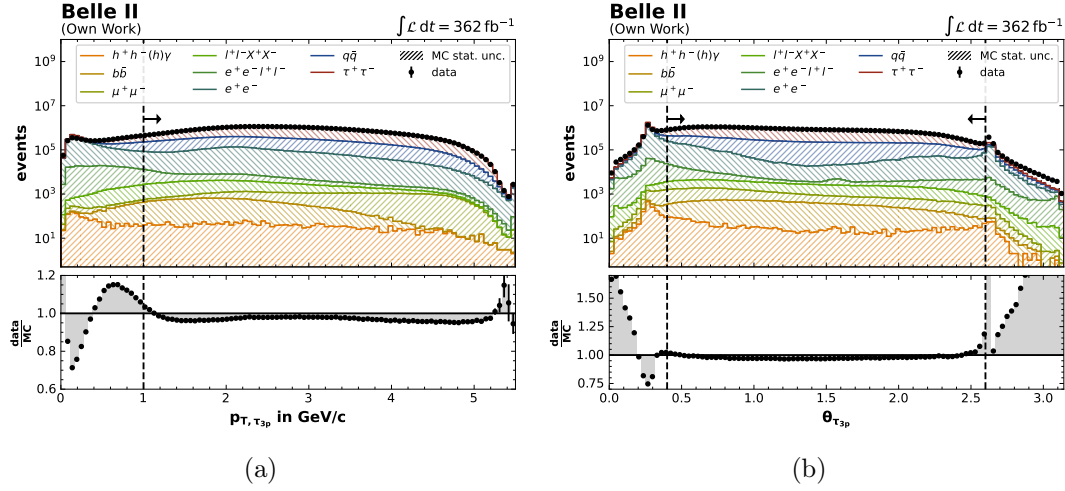 Belle II
(Own Work)
∫ℒ dt = 362 fb⁻¹
h⁺h⁻(h)γ
bb̄
μ⁺μ⁻
l⁺l⁻X⁺X⁻
e⁺e⁻l⁺l⁻
e⁺e⁻
qq̄
τ⁺τ⁻
MC stat. unc.
data
events
10⁹
10⁷
10⁵
10³
10¹
data/MC
1.2
1.0
0.8
0.6
0 1 2 3 4 5
p_T, τ_3p in GeV/c
(a)
Belle II
(Own Work)
∫ℒ dt = 362 fb⁻¹
h⁺h⁻(h)γ
bb̄
μ⁺μ⁻
l⁺l⁻X⁺X⁻
e⁺e⁻l⁺l⁻
e⁺e⁻
qq̄
τ⁺τ⁻
MC stat. unc.
data
events
10⁹
10⁷
10⁵
10³
10¹
data/MC
1.50
1.25
1.00
0.75
0.0 0.5 1.0 1.5 2.0 2.5 3.0
θ_τ_3p
(b)